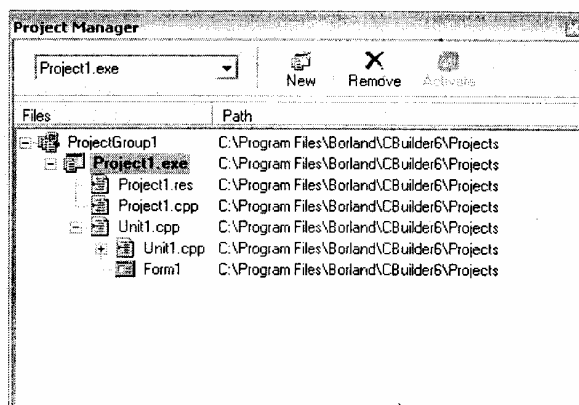 Project Manager
Project1.exe
New Remove Activate
Files Path
ProjectGroup1 C:\Program Files\Borland\CBuilder6\Projects
Project1.exe C:\Program Files\Borland\CBuilder6\Projects
Project1.res C:\Program Files\Borland\CBuilder6\Projects
Project1.cpp C:\Program Files\Borland\CBuilder6\Projects
Unit1.cpp C:\Program Files\Borland\CBuilder6\Projects
Unit1.cpp C:\Program Files\Borland\CBuilder6\Projects
Form1 C:\Program Files\Borland\CBuilder6\Projects